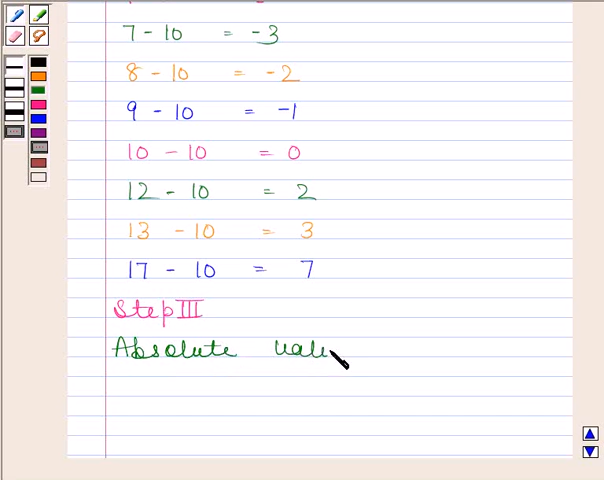 7 - 10 = -3
8 - 10 = -2
9 - 10 = -1
10 - 10 = 0
12 - 10 = 2
13 - 10 = 3
17 - 10 = 7
Step III
Absolute valu